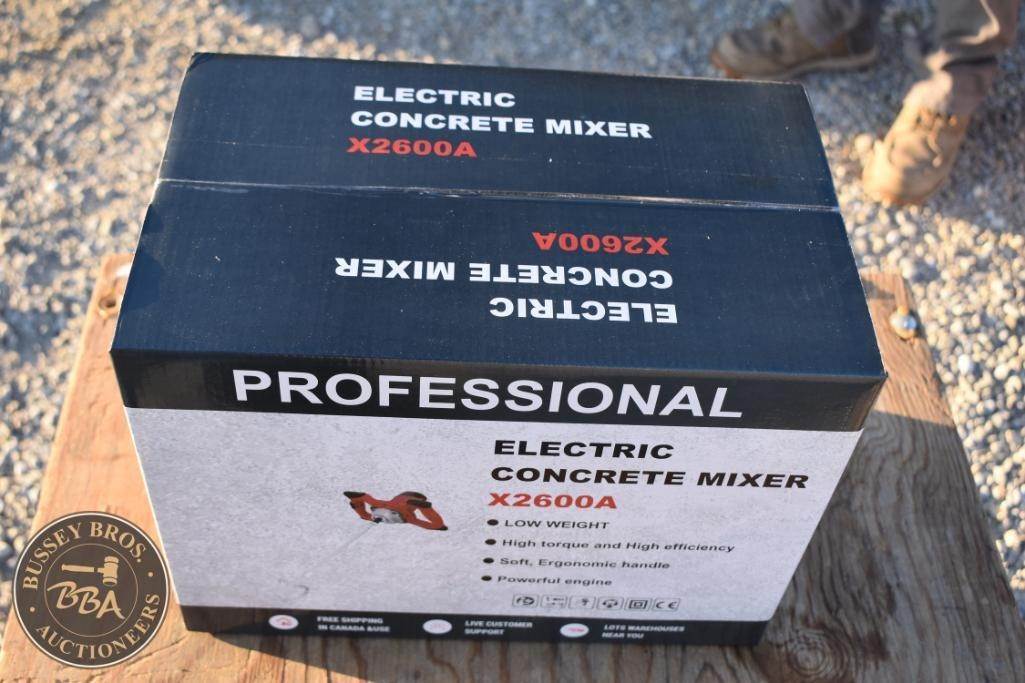 ELECTRIC
CONCRETE MIXER
X2600A
ELECTRIC
CONCRETE MIXER
X2600A
PROFESSIONAL
ELECTRIC
CONCRETE MIXER
X2600A
● LOW WEIGHT
● High torque and High efficiency
● Soft, Ergonomic handle
● Powerful engine
CE
FREE SHIPPING
IN CANADA &USE
LIVE CUSTOMER
SUPPORT
LOTS WAREHOUSES
NEAR YOU
BUSSEY BROS.
BBA
AUCTIONEERS